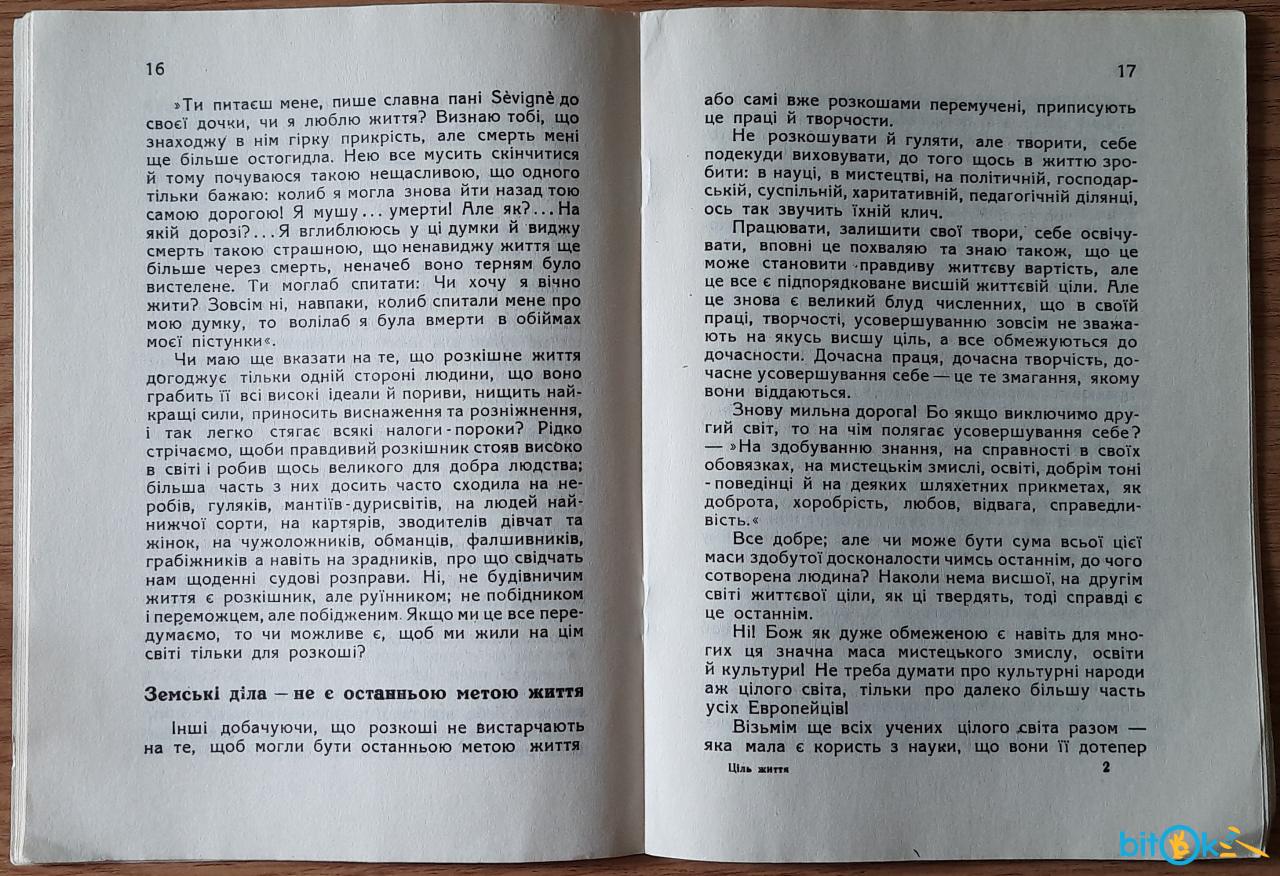 16
»Ти питаєш мене, пише славна пані Sèvignè до
своєї дочки, чи я люблю життя? Визнаю тобі, що
знаходжу в нім гірку прикрість, але смерть мені
ще більше остогидла. Нею все мусить скінчитися
й тому почуваюся такою нещасливою, що одного
тільки бажаю: колиб я могла знова йти назад тою
самою дорогою! Я мушу... умерти! Але як?... На
якій дорозі?... Я вглиблююсь у ці думки й виджу
смерть такою страшною, що ненавиджу життя ще
більше через смерть, неначеб воно терням було
вистелене. Ти моглаб спитати: Чи хочу я вічно
жити? Зовсім ні, навпаки, колиб спитали мене про
мою думку, то волілаб я була вмерти в обіймах
моєї пістунки«.
Чи маю ще вказати на те, що розкішне життя
догоджує тільки одній стороні людини, що воно
грабить її всі високі ідеали й пориви, нищить най-
кращі сили, приносить виснаження та розніжнення,
і так легко стягає всякі налоги-пороки? Рідко
стрічаємо, щоби правдивий розкішник стояв високо
в світі і робив щось великого для добра людства;
більша часть з них досить часто сходила на не-
робів, гуляків, мантіїв-дурисвітів, на людей най-
нижчої сорти, на картярів, зводителів дівчат та
жінок, на чужоложників, обманців, фалшивників,
грабіжників а навіть на зрадників, про що свідчать
нам щоденні судові розправи. Ні, не будівничим
життя є розкішник, але руїнником; не побідником
і переможцем, але побідженим. Якщо ми це все пере-
думаємо, то чи можливе є, щоб ми жили на цім
світі тільки для розкоші?
Земські діла — не є останньою метою життя
Інші добачуючи, що розкоші не вистарчають
на те, щоб могли бути останньою метою життя
17
або самі вже розкошами перемучені, приписують
це праці й творчости.
Не розкошувати й гуляти, але творити, себе
подекуди виховувати, до того щось в життю зро-
бити: в науці, в мистецтві, на політичній, господар-
ській, суспільній, харитативній, педагогічній ділянці,
ось так звучить їхній клич.
Працювати, залишити свої твори, себе освічу-
вати, вповні це похваляю та знаю також, що це
може становити правдиву життєву вартість, але
це все є підпорядковане висшій життєвій ціли. Але
це знова є великий блуд численних, що в своїй
праці, творчості, усовершуванню зовсім не зважа-
ють на якусь висшу ціль, а все обмежуються до
дочасности. Дочасна праця, дочасна творчість, до-
часне усовершування себе — це те змагання, якому
вони віддаються.
Знову мильна дорога! Бо якщо виключимо дру-
гий світ, то на чім полягає усовершування себе?
— »На здобуванню знання, на справності в своїх
обовязках, на мистецькім змислі, освіті, добрім тоні
-поведінці й на деяких шляхетних прикметах, як
доброта, хоробрість, любов, відвага, справедли-
вість.«
Все добре; але чи може бути сума всьої цієї
маси здобутої досконалости чимсь останнім, до чого
сотворена людина? Наколи нема висшої, на другім
світі життєвої ціли, як ці твердять, тоді справді є
це останнім.
Ні! Бож як дуже обмеженою є навіть для мно-
гих ця значна маса мистецького змислу, освіти
й культури! Не треба думати про культурні народи
аж цілого світа, тільки про далеко більшу часть
усіх Европейців!
Візьмім ще всіх учених цілого світа разом —
яка мала є користь з науки, що вони її дотепер
Ціль життя 2
bitok